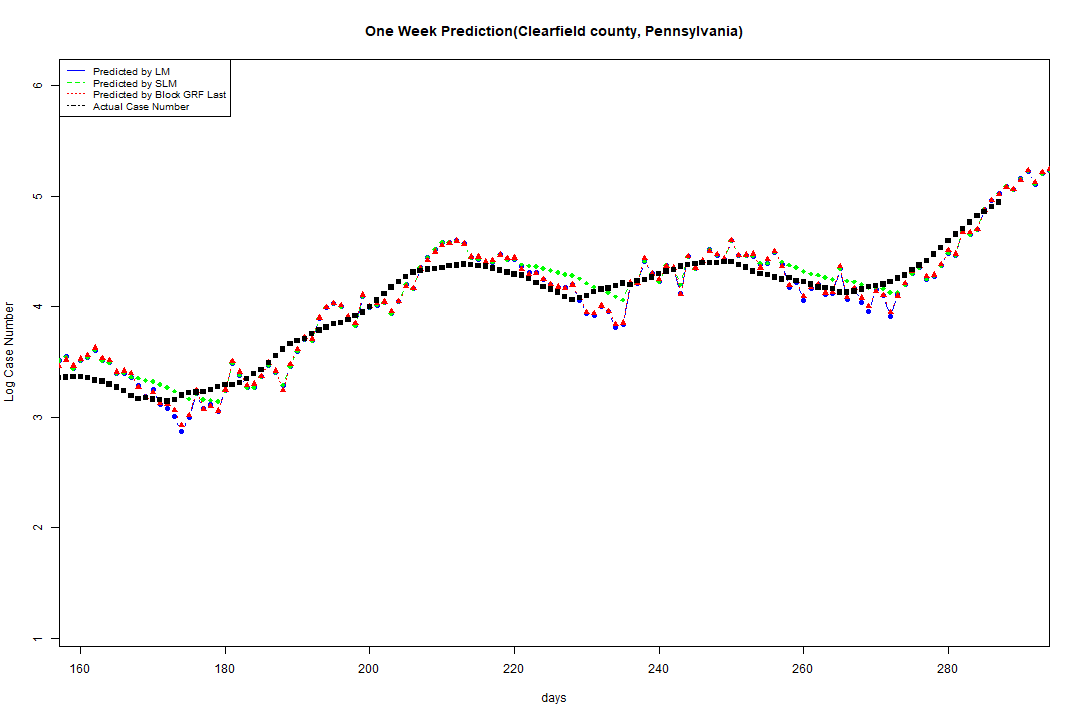 One Week Prediction(Clearfield county, Pennsylvania)
Predicted by LM
Predicted by SLM
Predicted by Block GRF Last
Actual Case Number
6
5
4
3
2
1
Log Case Number
160 180 200 220 240 260 280
days